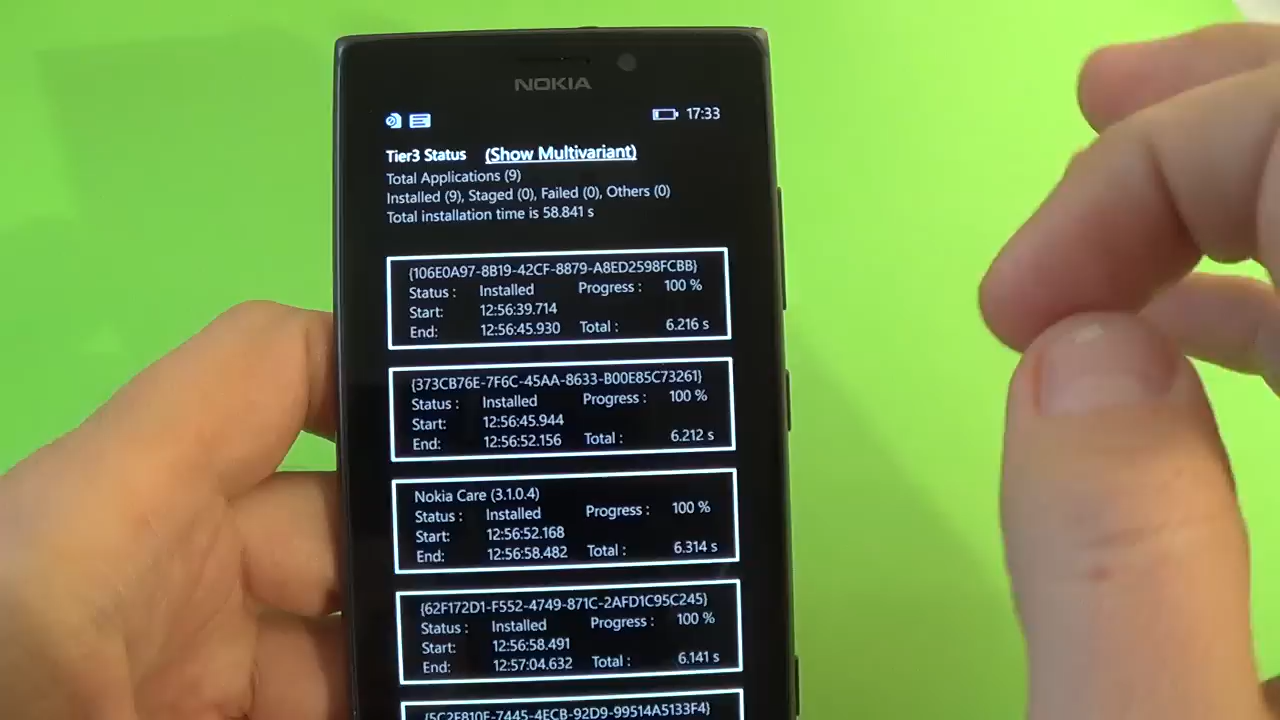 NOKIA
17:33
Tier3 Status (Show Multivariant)
Total Applications (9)
Installed (9), Staged (0), Failed (0), Others (0)
Total installation time is 58.841 s
{106E0A97-8B19-42CF-8879-A8ED2598FCBB}
Status : Installed Progress : 100 %
Start: 12:56:39.714
End: 12:56:45.930 Total : 6.216 s
{373CB76E-7F6C-45AA-8633-B00E85C73261}
Status : Installed Progress : 100 %
Start: 12:56:45.944
End: 12:56:52.156 Total : 6.212 s
Nokia Care (3.1.0.4)
Status : Installed Progress : 100 %
Start: 12:56:52.168
End: 12:56:58.482 Total : 6.314 s
{62F172D1-F552-4749-871C-2AFD1C95C245}
Status : Installed Progress : 100 %
Start: 12:56:58.491
End: 12:57:04.632 Total : 6.141 s
{5C2F810E-7445-4ECB-92D9-99514A5133F4}